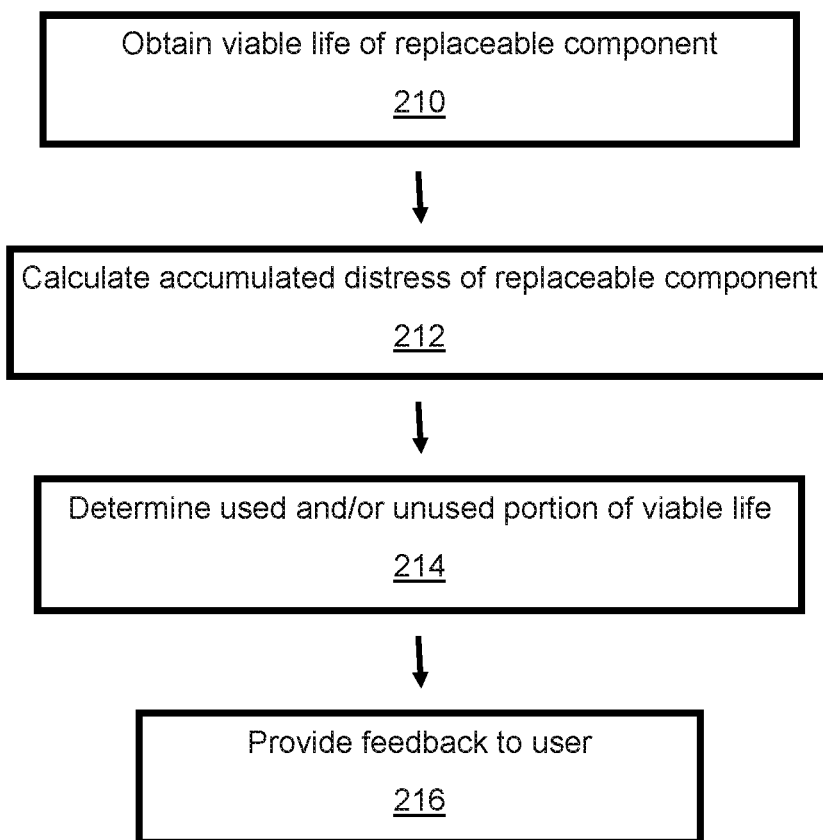 Obtain viable life of replaceable component
210
Calculate accumulated distress of replaceable component
212
Determine used and/or unused portion of viable life
214
Provide feedback to user
216